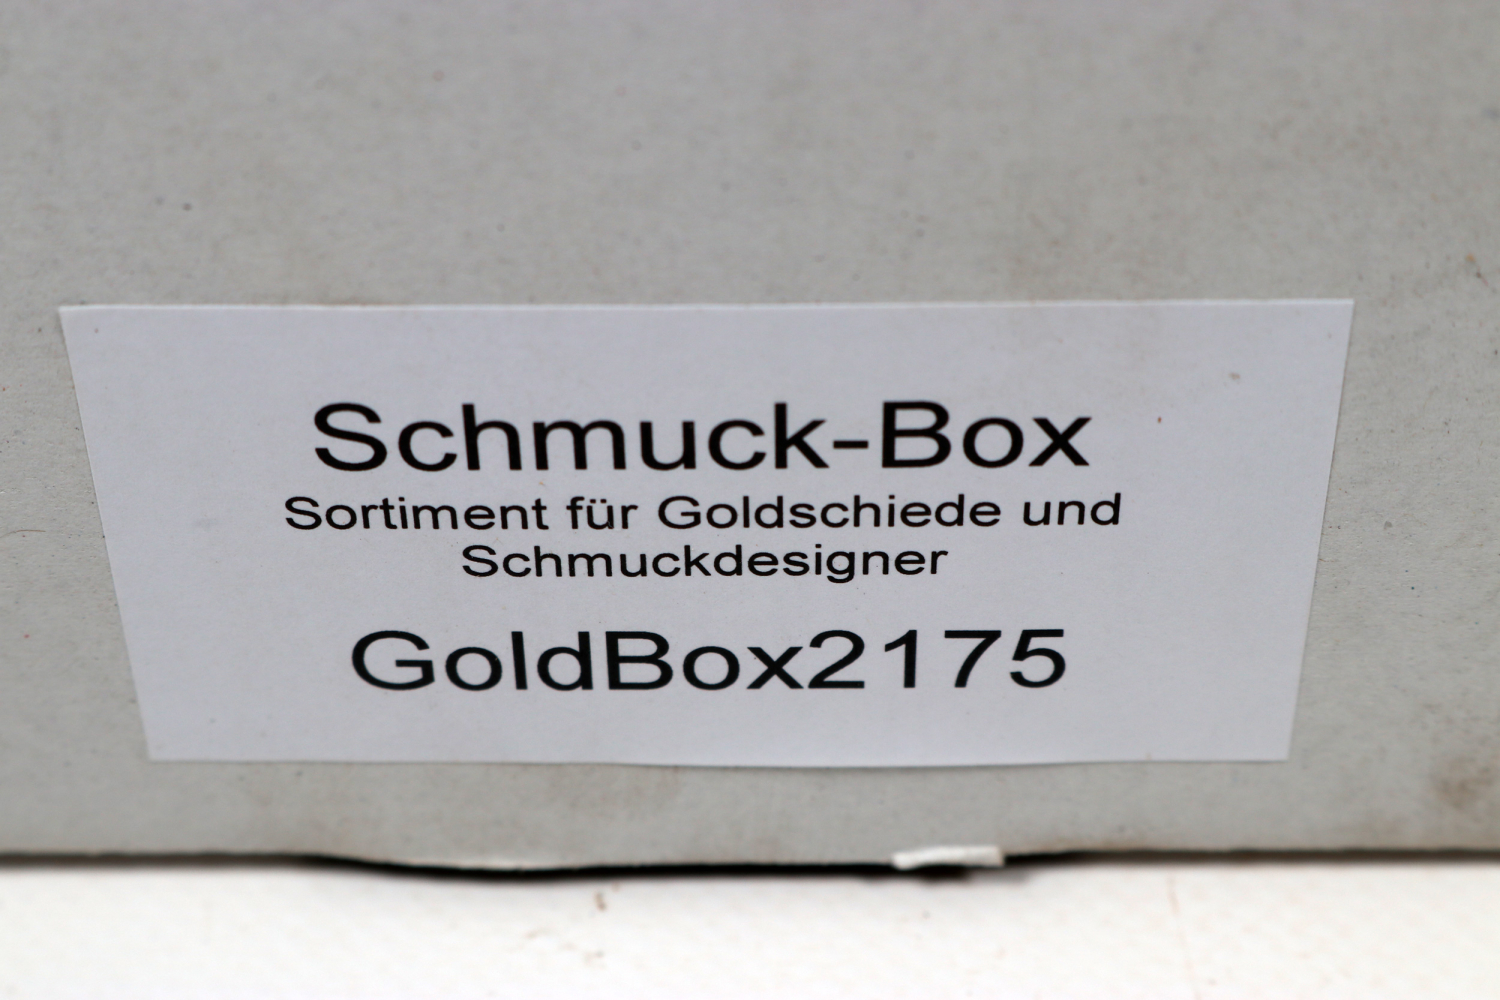 Schmuck-Box
Sortiment für Goldschiede und
Schmuckdesigner
GoldBox2175